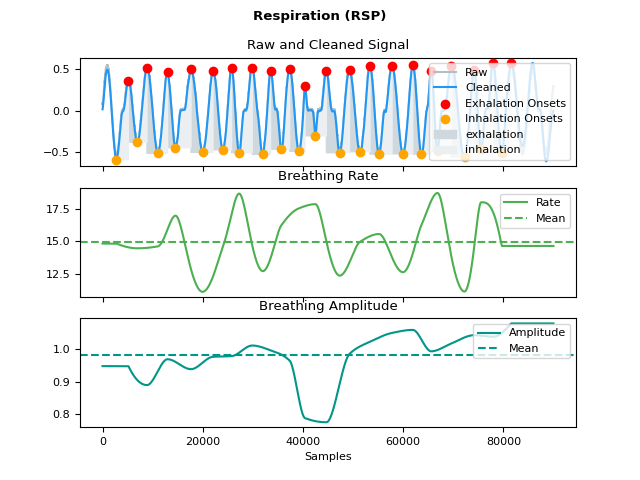 Respiration (RSP)
Raw and Cleaned Signal
0.5
0.0
−0.5
Raw
Cleaned
Exhalation Onsets
Inhalation Onsets
exhalation
inhalation
Breathing Rate
17.5
15.0
12.5
Rate
Mean
Breathing Amplitude
1.0
0.9
0.8
Amplitude
Mean
0 20000 40000 60000 80000
Samples